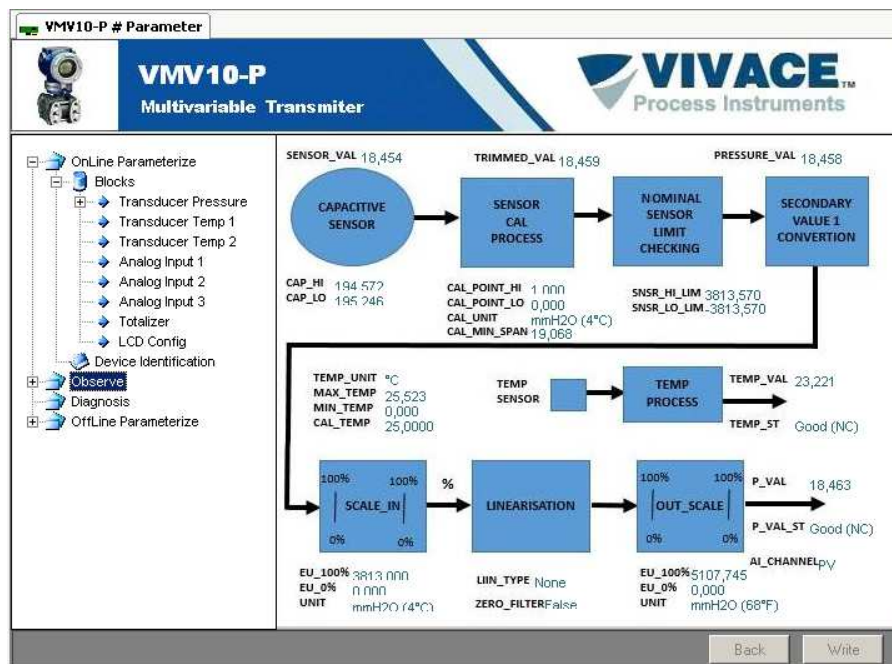 VMV10-P # Parameter
VMV10-P
Multivariable Transmiter
VIVACE™
Process Instruments
OnLine Parameterize
Blocks
Transducer Pressure
Transducer Temp 1
Transducer Temp 2
Analog Input 1
Analog Input 2
Analog Input 3
Totalizer
LCD Config
Device Identification
Observe
Diagnosis
OffLine Parameterize
SENSOR_VAL 18,454
TRIMMED_VAL 18,459
PRESSURE_VAL 18,458
CAPACITIVE
SENSOR
SENSOR
CAL
PROCESS
NOMINAL
SENSOR
LIMIT
CHECKING
SECONDARY
VALUE 1
CONVERTION
CAP_HI 194,572
CAP_LO 195,246
CAL_POINT_HI 1,000
CAL_POINT_LO 0,000
CAL_UNIT mmH2O (4°C)
CAL_MIN_SPAN 19,068
SNSR_HI_LIM 3813,570
SNSR_LO_LIM -3813,570
TEMP_UNIT °C
MAX_TEMP 25,523
MIN_TEMP 0,000
CAL_TEMP 25,0000
TEMP
SENSOR
TEMP
PROCESS
TEMP_VAL 23,221
TEMP_ST Good (NC)
100% 100%
SCALE_IN
0% 0%
%
LINEARISATION
100% 100%
OUT_SCALE
0% 0%
P_VAL 18,463
P_VAL_ST Good (NC)
AI_CHANNEL PV
EU_100% 3813,000
EU_0% 0,000
UNIT mmH2O (4°C)
LIIN_TYPE None
ZERO_FILTER False
EU_100% 5107,745
EU_0% 0,000
UNIT mmH2O (68°F)
Back Write